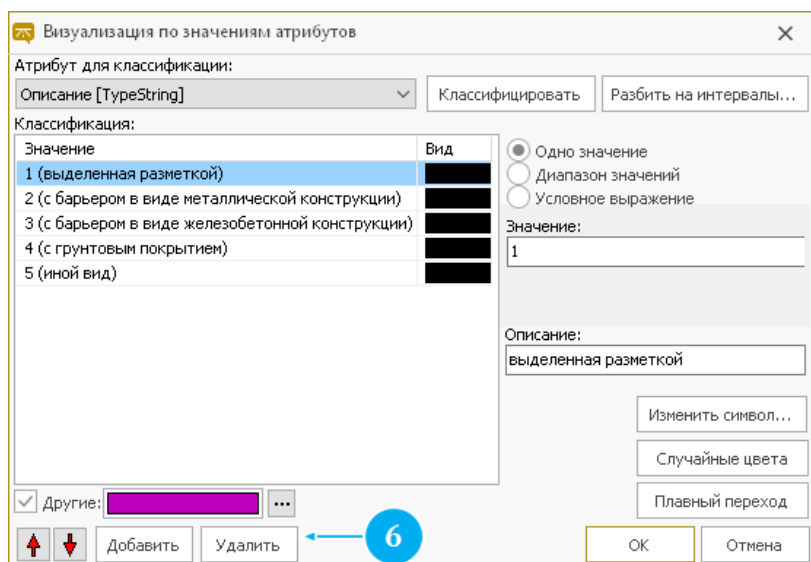 Визуализация по значениям атрибутов
Атрибут для классификации:
Описание [TypeString]
Классифицировать
Разбить на интервалы...
Классификация:
Значение Вид
1 (выделенная разметкой)
2 (с барьером в виде металлической конструкции)
3 (с барьером в виде железобетонной конструкции)
4 (с грунтовым покрытием)
5 (иной вид)
Одно значение
Диапазон значений
Условное выражение
Значение:
1
Описание:
выделенная разметкой
Изменить символ...
Случайные цвета
Плавный переход
Другие:
...
Добавить
Удалить
6
OK
Отмена